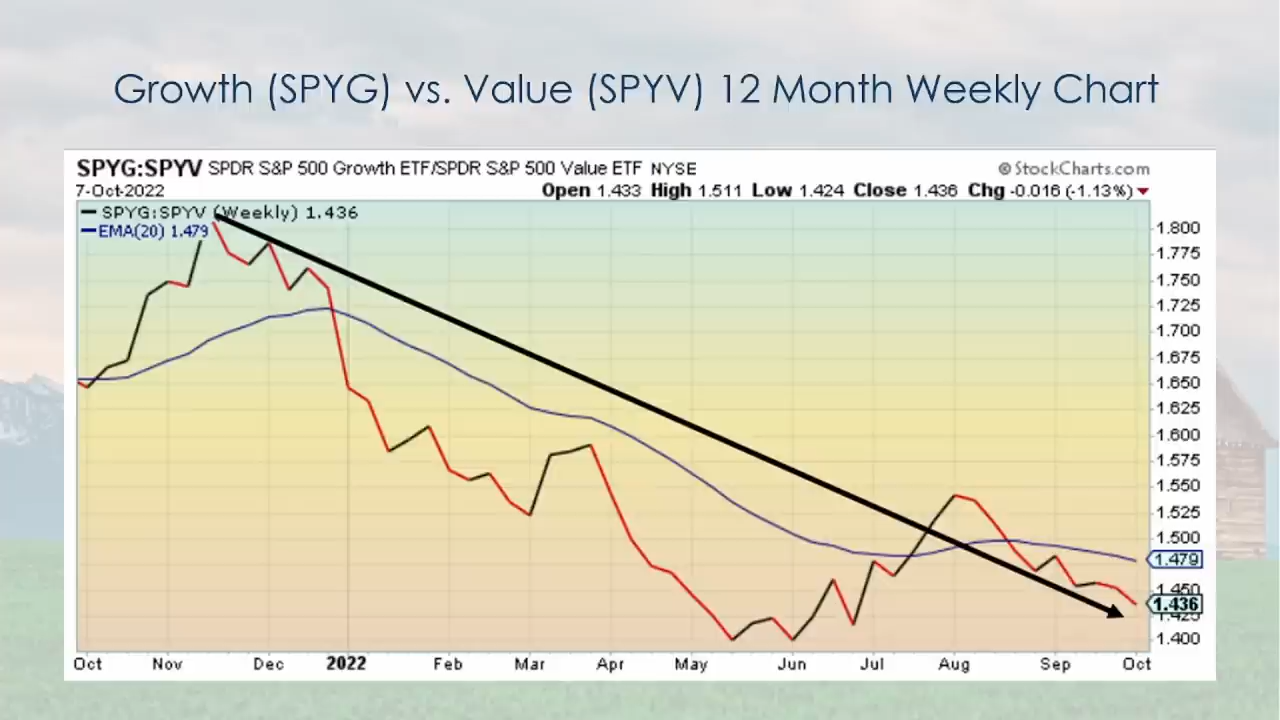 Growth (SPYG) vs. Value (SPYV) 12 Month Weekly Chart
SPYG:SPYV SPDR S&P 500 Growth ETF/SPDR S&P 500 Value ETF NYSE
© StockCharts.com
7-Oct-2022
Open 1.433 High 1.511 Low 1.424 Close 1.436 Chg -0.016 (-1.13%)
SPYG:SPYV (Weekly) 1.436
EMA(20) 1.479
1.800
1.775
1.750
1.725
1.700
1.675
1.650
1.625
1.600
1.575
1.550
1.525
1.500
1.479
1.450
1.436
1.425
1.400
Oct Nov Dec 2022 Feb Mar Apr May Jun Jul Aug Sep Oct